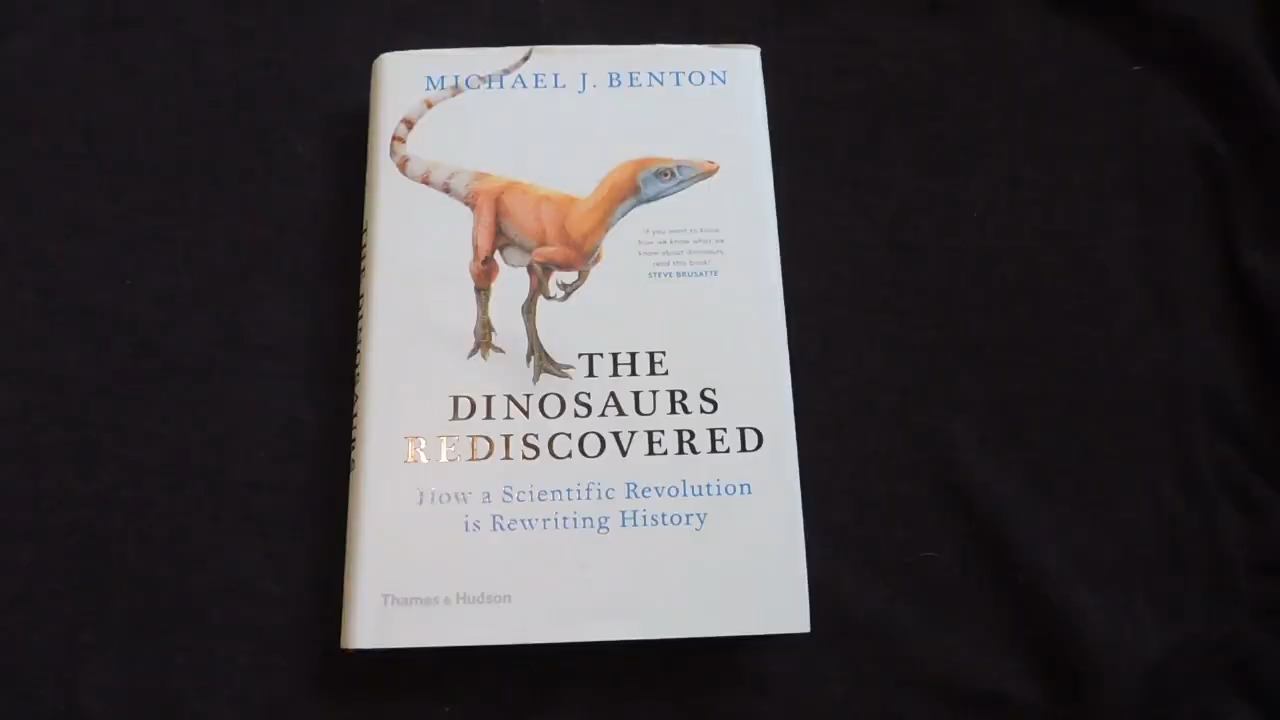 MICHAEL J. BENTON
If you want to know
how we know what we
know about dinosaurs,
read this book!
STEVE BRUSATTE
THE
DINOSAURS
REDISCOVERED
How a Scientific Revolution
is Rewriting History
Thames & Hudson